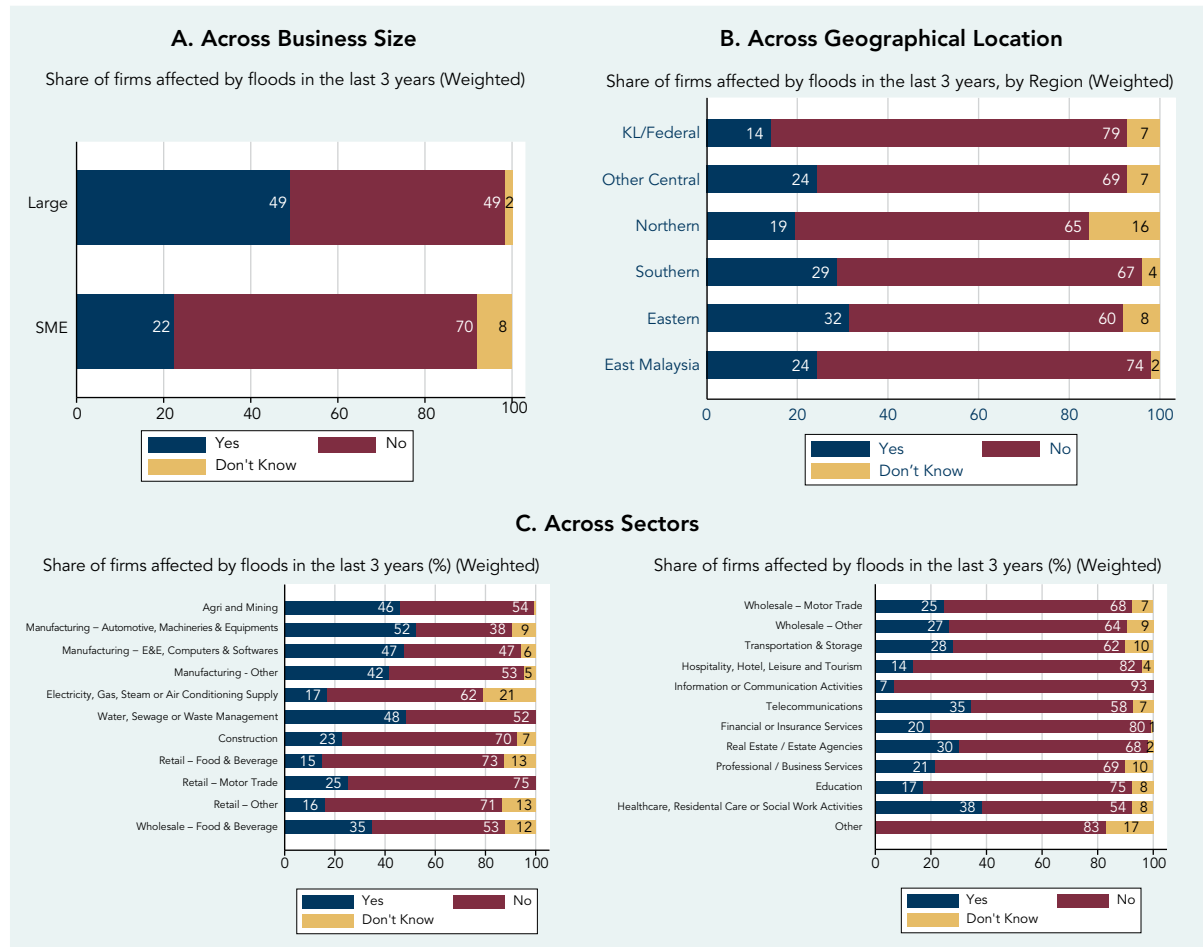 A. Across Business Size
Share of firms affected by floods in the last 3 years (Weighted)
Large
49
49
2
SME
22
70
8
0 20 40 60 80 100
Yes
No
Don't Know
B. Across Geographical Location
Share of firms affected by floods in the last 3 years, by Region (Weighted)
KL/Federal
14
79
7
Other Central
24
69
7
Northern
19
65
16
Southern
29
67
4
Eastern
32
60
8
East Malaysia
24
74
2
0 20 40 60 80 100
Yes
No
Don’t Know
C. Across Sectors
Share of firms affected by floods in the last 3 years (%) (Weighted)
Agri and Mining
46
54
Manufacturing – Automotive, Machineries & Equipments
52
38
9
Manufacturing – E&E, Computers & Softwares
47
47
6
Manufacturing - Other
42
53
5
Electricity, Gas, Steam or Air Conditioning Supply
17
62
21
Water, Sewage or Waste Management
48
52
Construction
23
70
7
Retail – Food & Beverage
15
73
13
Retail – Motor Trade
25
75
Retail – Other
16
71
13
Wholesale – Food & Beverage
35
53
12
0 20 40 60 80 100
Yes
No
Don't Know
Share of firms affected by floods in the last 3 years (%) (Weighted)
Wholesale – Motor Trade
25
68
7
Wholesale – Other
27
64
9
Transportation & Storage
28
62
10
Hospitality, Hotel, Leisure and Tourism
14
82
4
Information or Communication Activities
7
93
Telecommunications
35
58
7
Financial or Insurance Services
20
80
1
Real Estate / Estate Agencies
30
68
2
Professional / Business Services
21
69
10
Education
17
75
8
Healthcare, Residental Care or Social Work Activities
38
54
8
Other
83
17
0 20 40 60 80 100
Yes
No
Don't Know